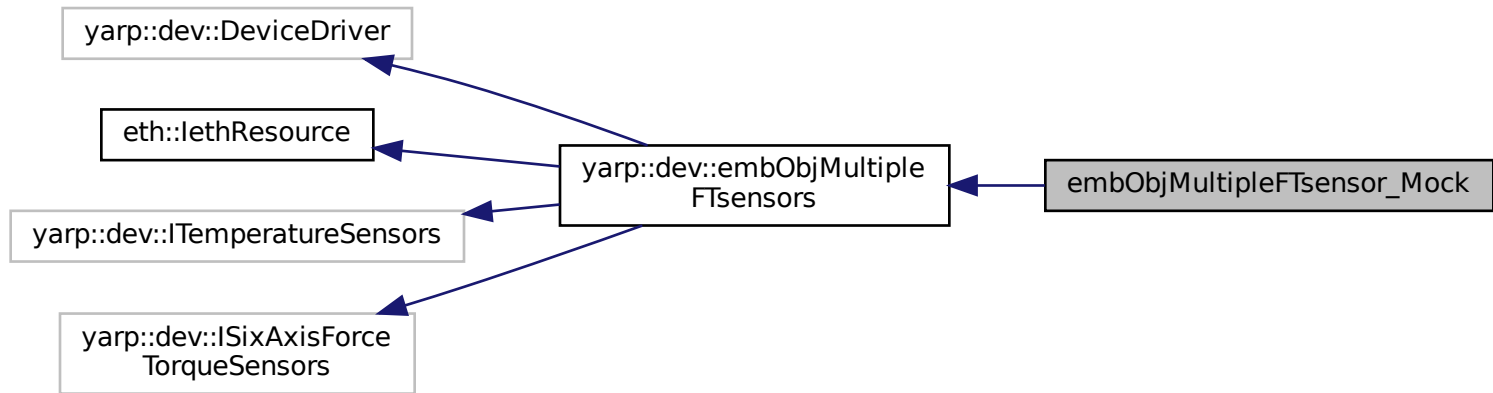 yarp::dev::DeviceDriver
eth::IethResource
yarp::dev::ITemperatureSensors
yarp::dev::ISixAxisForce
TorqueSensors
yarp::dev::embObjMultiple
FTsensors
embObjMultipleFTsensor_Mock